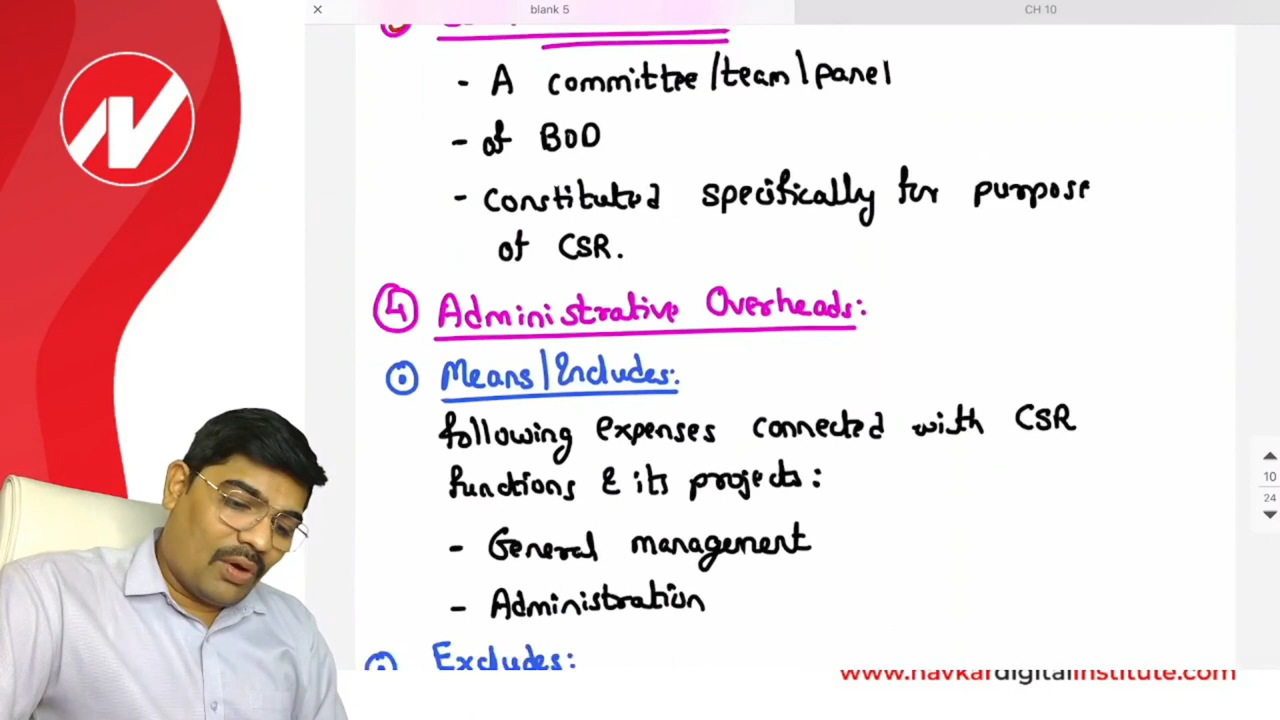 blank 5
CH 10
- A committee/team/panel
- of BOD
- Constituted specifically for purpose
of CSR.
4 Administrative Overheads:
Means/Includes:
following expenses connected with CSR
functions & its projects:
- General management
- Administration
Excludes:
10
24
www.navkardigitalinstitute.com